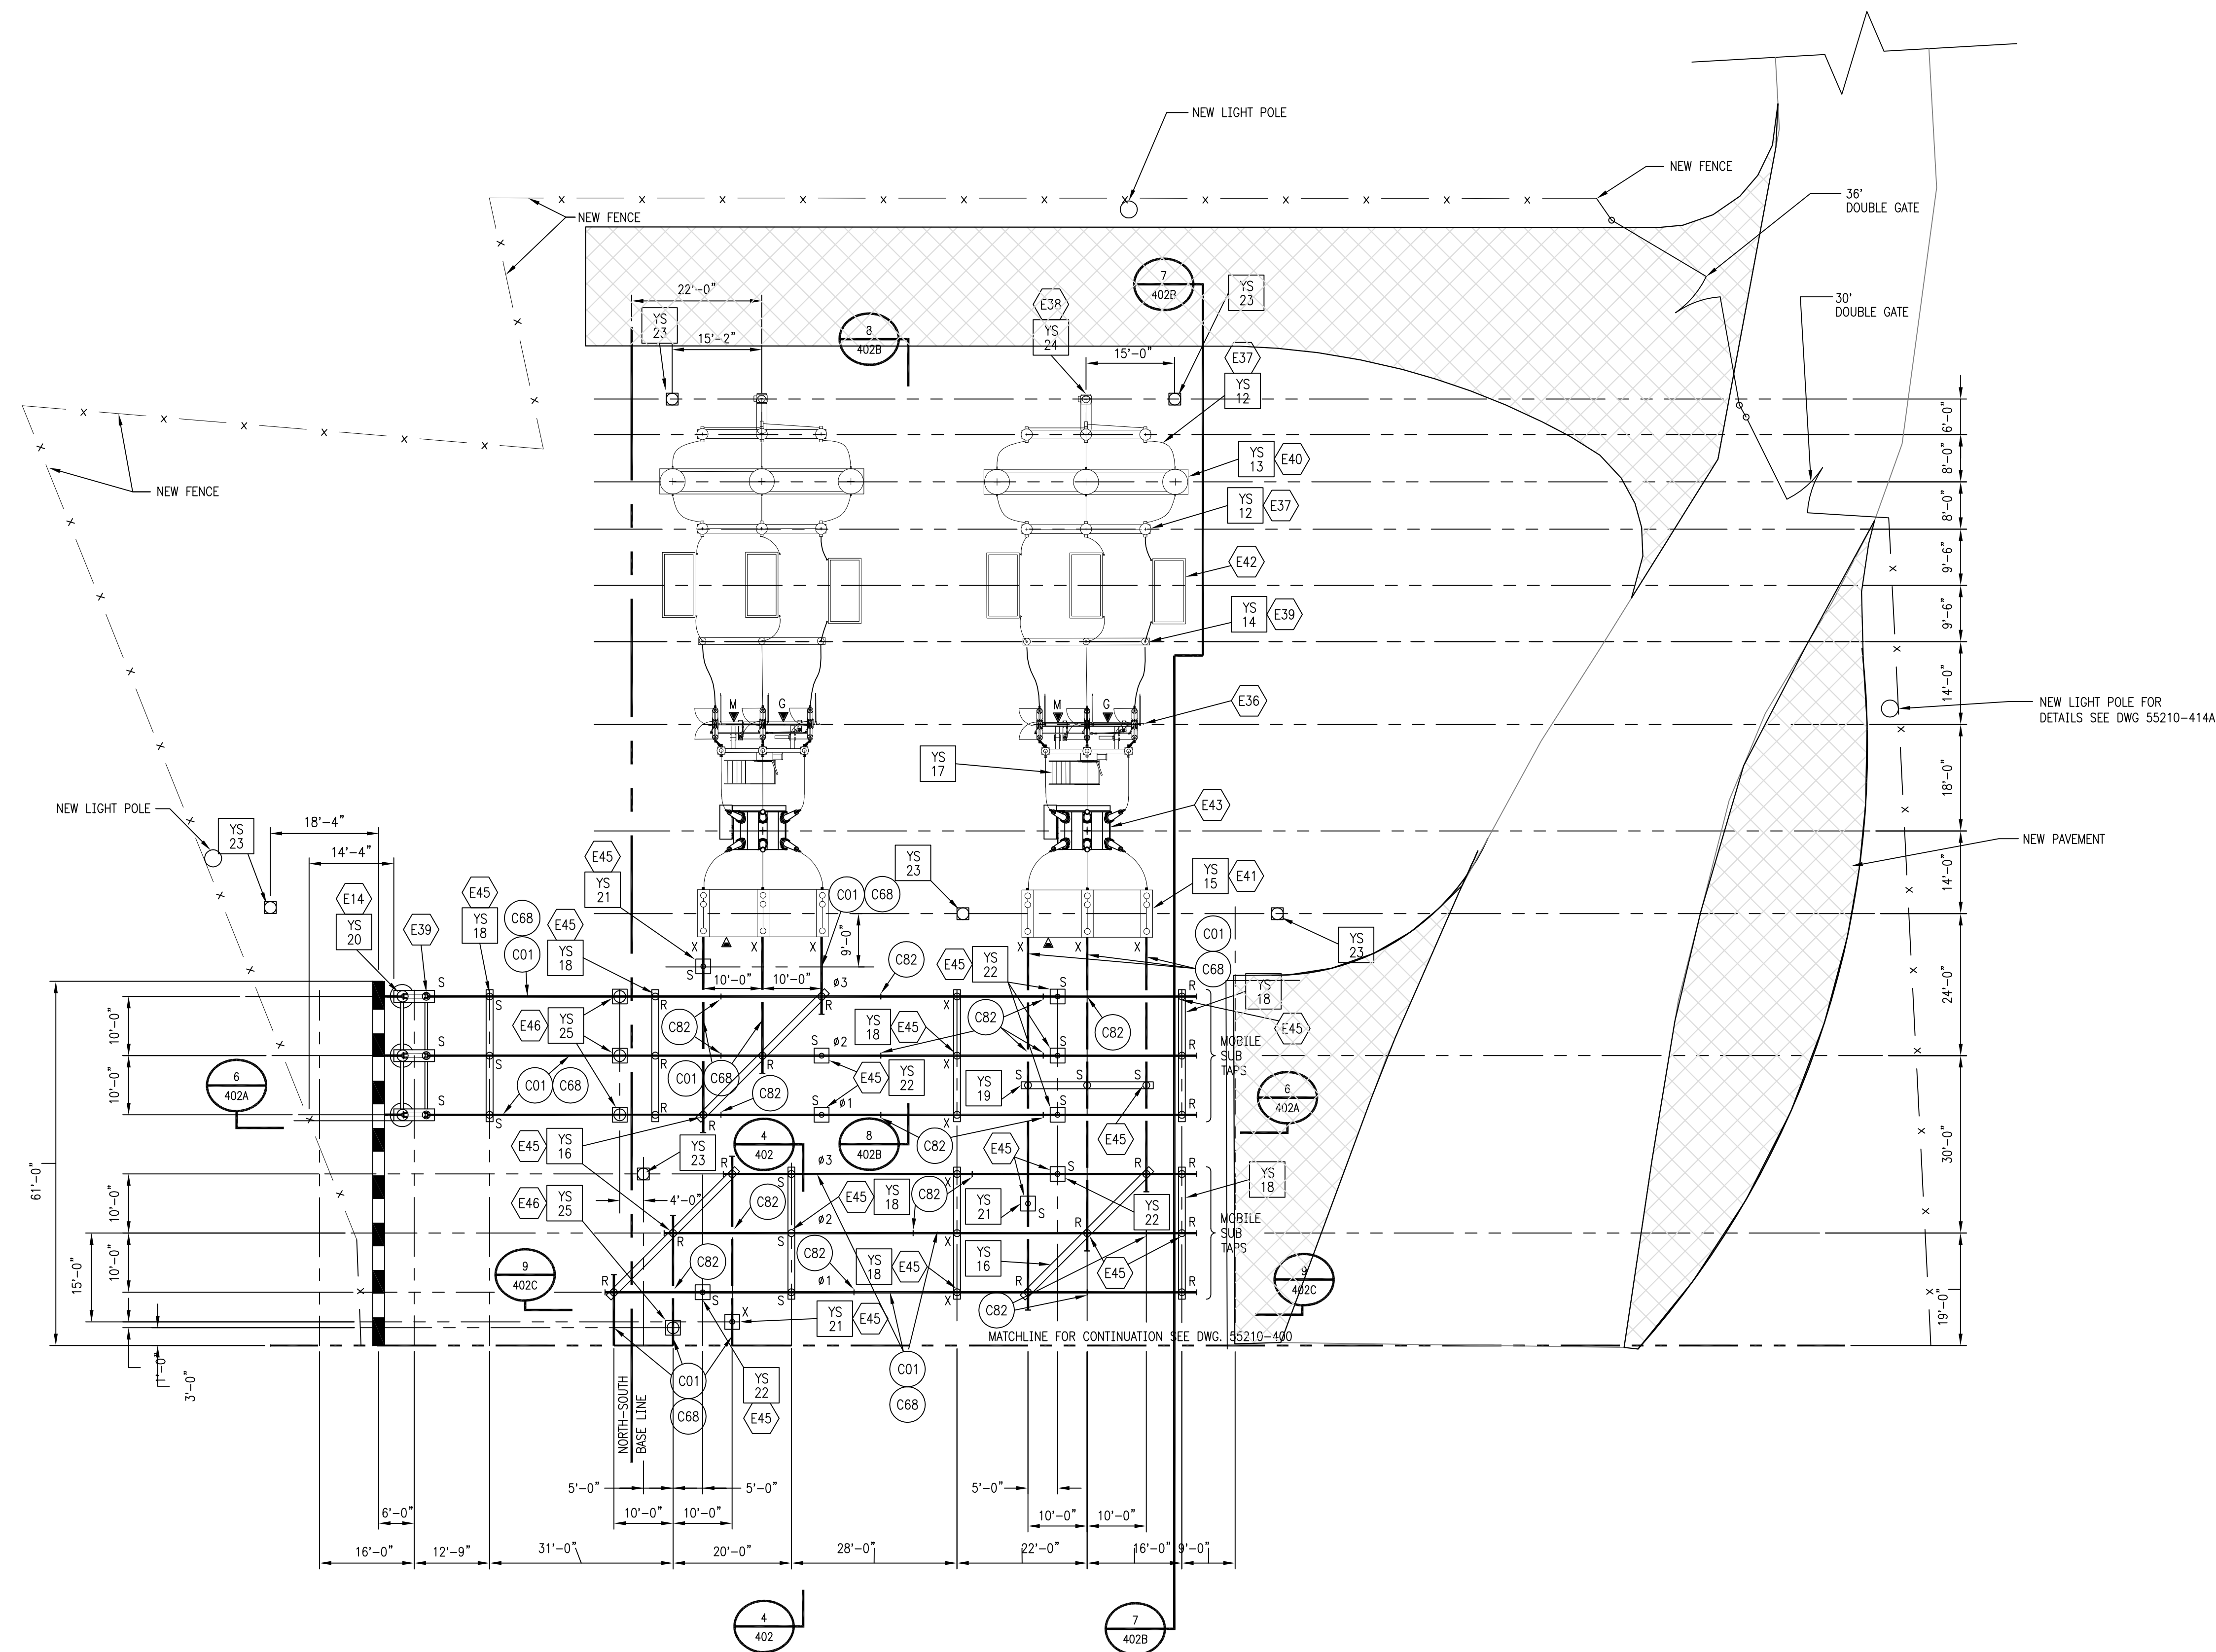 NEW LIGHT POLE
NEW FENCE
36'
DOUBLE GATE
NEW FENCE
7
402B
YS
23
22'-0"
E38
30'
DOUBLE GATE
YS
23
8
402B
YS
24
15'-2"
15'-0"
E37
YS
12
6'-0"
8'-0"
YS
13
E40
NEW FENCE
8'-0"
YS
12
E37
9'-6"
E42
9'-6"
YS
14
E39
14'-0"
M
G
M
G
E36
NEW LIGHT POLE FOR
DETAILS SEE DWG 55210-414A
YS
17
18'-0"
NEW LIGHT POLE
18'-4"
E43
YS
23
NEW PAVEMENT
14'-4"
E45
YS
23
14'-0"
YS
15
E41
YS
21
E14
E45
C01
C68
YS
20
E39
YS
18
C68
E45
C01
C01
YS
18
X
X
X
9'-0"
X
X
X
C68
YS
23
C82
E45
YS
22
S
10'-0"
10'-0"
24'-0"
S
S
R
R
ø3
X
S
R
YS
18
10'-0"
E46
YS
25
C82
YS
18
E45
C82
C82
E45
S
ø2
MOBILE
SUB
TAPS
S
R
X
S
R
6
402A
10'-0"
C01
C68
C01
C68
C82
E45
YS
22
YS
19
S
S
S
6
402A
S
S
ø1
S
R
R
X
S
R
E45
YS
16
4
402
8
402B
C82
E45
E45
30'-0"
YS
23
R
ø3
S
R
R
61'-0"
10'-0"
E46
YS
25
4'-0"
C82
S
E45
YS
18
C82
X
YS
21
S
YS
22
YS
18
ø2
R
R
MOBILE
SUB
TAPS
R
S
X
15'-0"
10'-0"
9
402C
C82
C82
YS
18
E45
YS
16
E45
9
402C
R
ø1
R
R
S
S
X
C82
19'-0"
X
YS
21
E45
MATCHLINE FOR CONTINUATION SEE DWG. 55210-400
3'-0"
C01
YS
22
C01
C68
E45
C68
NORTH-SOUTH
BASE LINE
5'-0"
5'-0"
5'-0"
6'-0"
10'-0"
10'-0"
10'-0"
10'-0"
16'-0"
12'-9"
31'-0"
20'-0"
28'-0"
22'-0"
16'-0"
9'-0"
4
402
7
402B